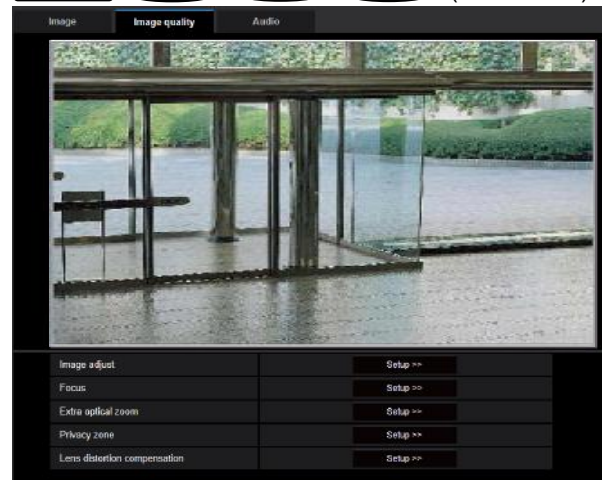 Image Image quality Audio
Image adjust Setup >>
Focus Setup >>
Extra optical zoom Setup >>
Privacy zone Setup >>
Lens distortion compensation Setup >>